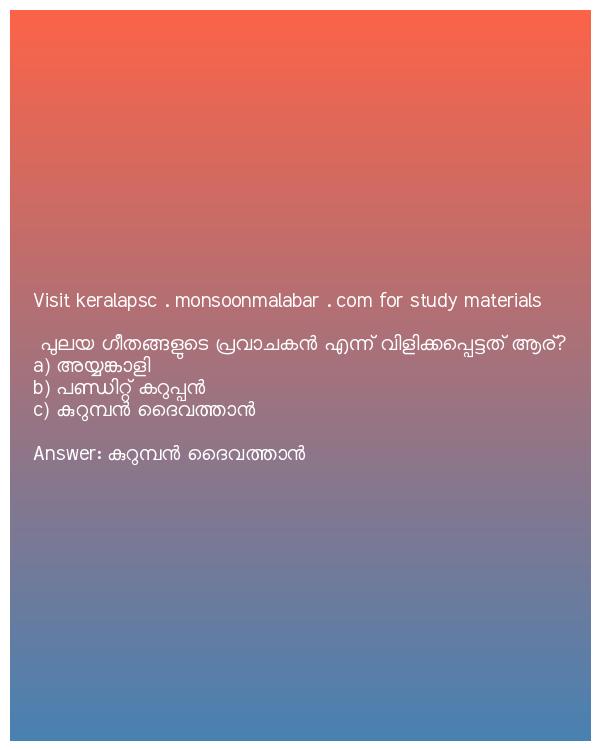 Visit keralapsc . monsoonmalabar . com for study materials
പുലയ ഗീതങ്ങളുടെ പ്രവാചകൻ എന്ന് വിളിക്കപ്പെട്ടത് ആര്?
a) അയ്യങ്കാളി
b) പണ്ഡിറ്റ് കറുപ്പൻ
c) കുറുമ്പൻ ദൈവത്താൻ
Answer: കുറുമ്പൻ ദൈവത്താൻ